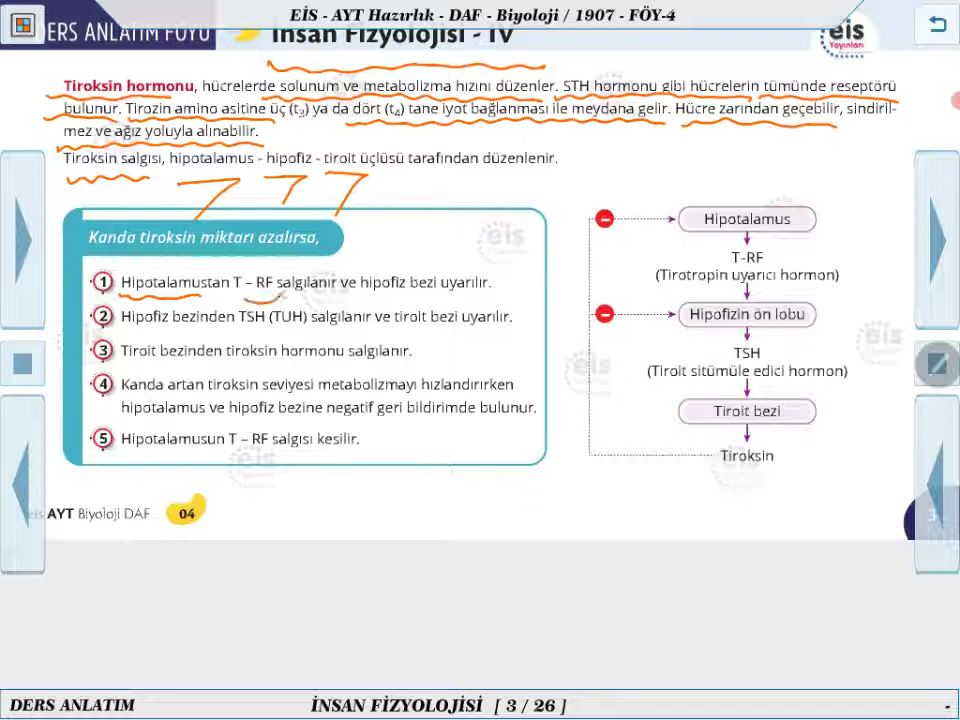 EİS - AYT Hazırlık - DAF - Biyoloji / 1907 - FÖY-4
DERS ANLATIM FÖYÜ
İnsan Fizyolojisi - IV
eis
Yayınları
Tiroksin hormonu, hücrelerde solunum ve metabolizma hızını düzenler. STH hormonu gibi hücrelerin tümünde reseptörü
bulunur. Tirozin amino asitine üç (t3) ya da dört (t4) tane iyot bağlanması ile meydana gelir. Hücre zarından geçebilir, sindiril-
mez ve ağız yoluyla alınabilir.
Tiroksin salgısı, hipotalamus - hipofiz - tiroit üçlüsü tarafından düzenlenir.
Kanda tiroksin miktarı azalırsa,
1 Hipotalamustan T – RF salgılanır ve hipofiz bezi uyarılır.
2 Hipofiz bezinden TSH (TUH) salgılanır ve tiroit bezi uyarılır.
3 Tiroit bezinden tiroksin hormonu salgılanır.
4 Kanda artan tiroksin seviyesi metabolizmayı hızlandırırken
hipotalamus ve hipofiz bezine negatif geri bildirimde bulunur.
5 Hipotalamusun T – RF salgısı kesilir.
Hipotalamus
T-RF
(Tirotropin uyarıcı hormon)
Hipofizin ön lobu
TSH
(Tiroit sitümüle edici hormon)
Tiroit bezi
Tiroksin
eis AYT Biyoloji DAF 04
3
DERS ANLATIM
İNSAN FİZYOLOJİSİ [ 3 / 26 ]
-